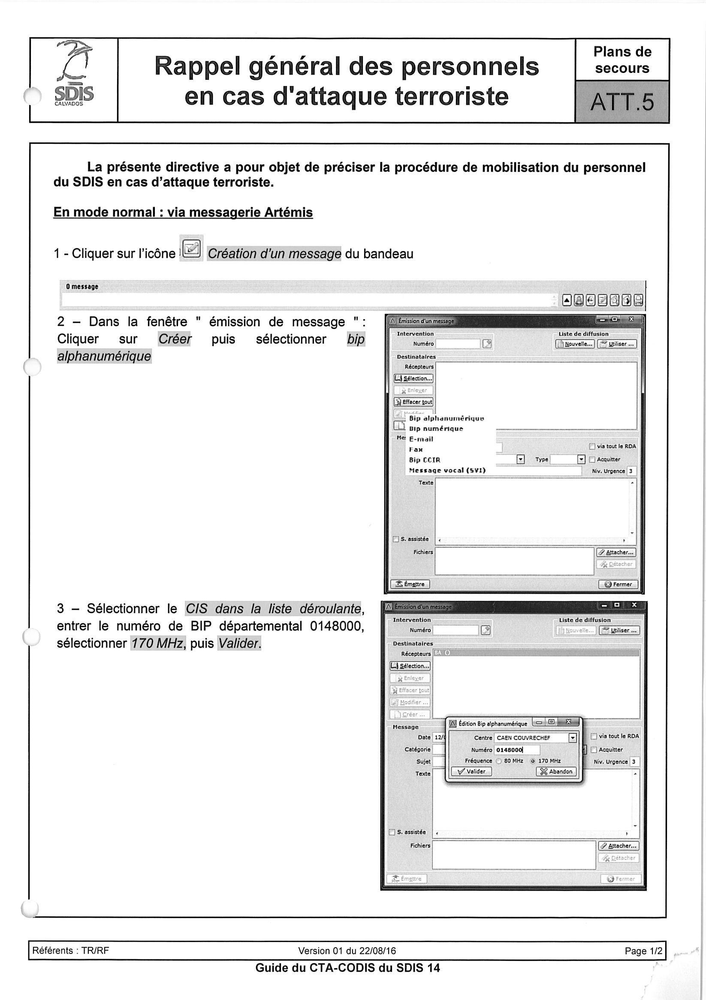 SDIS
CALVADOS
Rappel général des personnels
en cas d'attaque terroriste
Plans de
secours
ATT.5
La présente directive a pour objet de préciser la procédure de mobilisation du personnel
du SDIS en cas d'attaque terroriste.
En mode normal : via messagerie Artémis
1 - Cliquer sur l'icône Création d'un message du bandeau
0 message
2 – Dans la fenêtre " émission de message " :
Cliquer sur Créer puis sélectionner bip
alphanumérique
Émission d'un message
Intervention
Liste de diffusion
Numéro
Nouvelle...
Utiliser ...
Destinataires
Récepteurs
Sélection...
Enlever
Effacer tout
Bip alphanumérique
Bip numérique
Me
E-mail
Fax
via tout le RDA
Bip CCIR
Type
Acquitter
Message vocal (SVI)
Niv. Urgence 3
Texte
S. assistée
Fichiers
Attacher...
Détacher
Émettre
Fermer
3 – Sélectionner le CIS dans la liste déroulante,
entrer le numéro de BIP départemental 0148000,
sélectionner 170 MHz, puis Valider.
Émission d'un message
Intervention
Liste de diffusion
Numéro
Nouvelle...
Utiliser ...
Destinataires
Récepteurs BA ()
Sélection...
Enlever
Effacer tout
Modifier ...
Créer ...
Message
Édition Bip alphanumérique
Date 12/0
Centre CAEN COUVRECHEF
via tout le RDA
Catégorie
Numéro 0148000
Acquitter
Sujet
Fréquence 80 MHz 170 MHz
Niv. Urgence 3
Texte
Valider
Abandon
S. assistée
Fichiers
Attacher...
Détacher
Émettre
Fermer
Référents : TR/RF
Version 01 du 22/08/16
Page 1/2
Guide du CTA-CODIS du SDIS 14